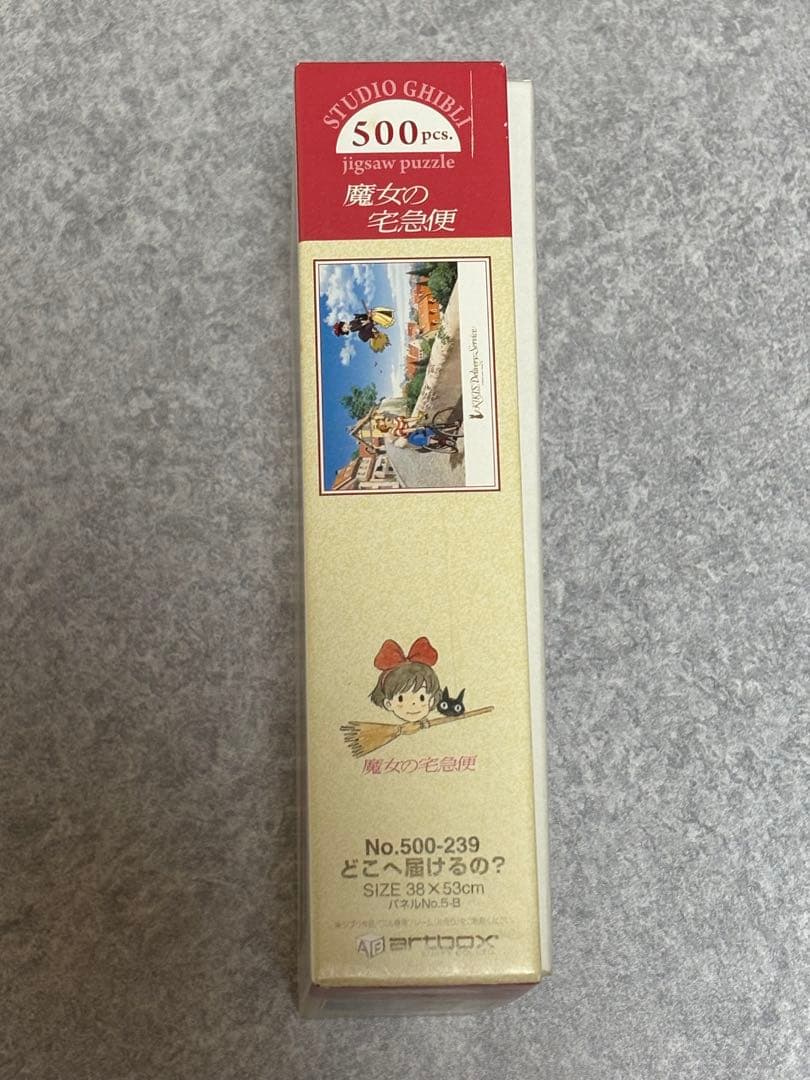 STUDIO GHIBLI
500pcs.
jigsaw puzzle
魔女の
宅急便
KIKI'S Delivery Service
魔女の宅急便
No.500-239
どこへ届けるの?
SIZE 38×53cm
パネルNo.5-B
artbox